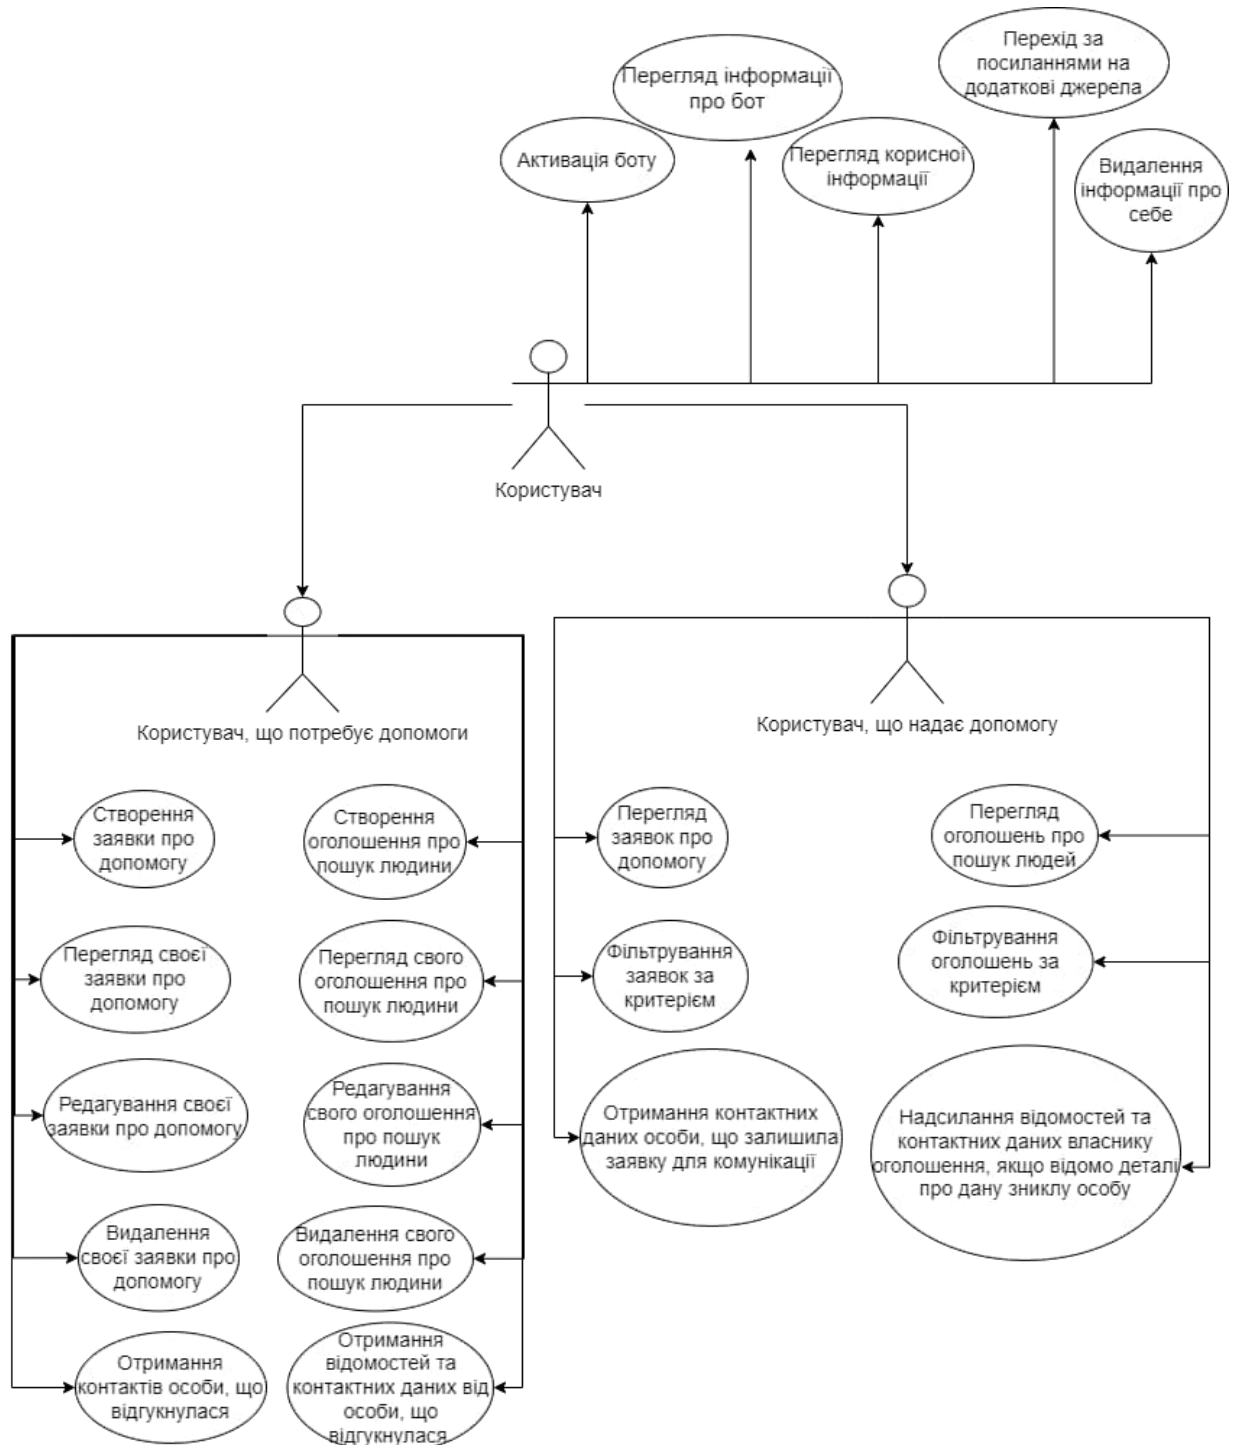 Перехід за
посиланнями на
додаткові джерела
Перегляд інформації
про бот
Активація боту
Перегляд корисної
інформації
Видалення
інформації про
себе
Користувач
Користувач, що потребує допомоги
Користувач, що надає допомогу
Створення
заявки про
допомогу
Створення
оголошення про
пошук людини
Перегляд
заявок про
допомогу
Перегляд
оголошень про
пошук людей
Перегляд своєї
заявки про
допомогу
Перегляд свого
оголошення про
пошук людини
Фільтрування
заявок за
критерієм
Фільтрування
оголошень за
критерієм
Редагування своєї
заявки про допомогу
Редагування
свого оголошення
про пошук
людини
Отримання контактних
даних особи, що залишила
заявку для комунікації
Надсилання відомостей та
контактних даних власнику
оголошення, якщо відомо деталі
про дану зниклу особу
Видалення
своєї заявки про
допомогу
Видалення свого
оголошення про
пошук людини
Отримання
контактів особи, що
відгукнулася
Отримання
відомостей та
контактних даних від
особи, що
відгукнулася